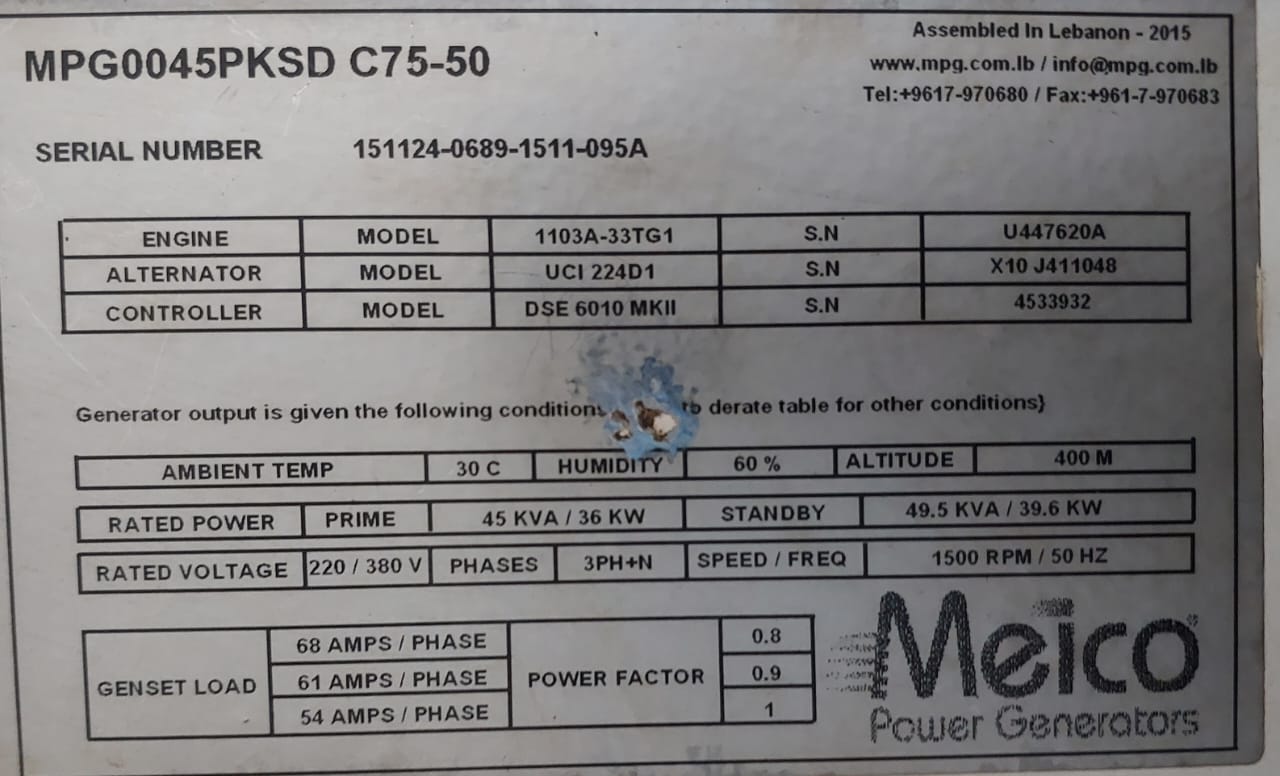 Assembled In Lebanon - 2015
MPG0045PKSD C75-50
www.mpg.com.lb / info@mpg.com.lb
Tel:+9617-970680 / Fax:+961-7-970683
SERIAL NUMBER 151124-0689-1511-095A
ENGINE MODEL 1103A-33TG1 S.N U447620A
ALTERNATOR MODEL UCI 224D1 S.N X10 J411048
CONTROLLER MODEL DSE 6010 MKII S.N 4533932
Generator output is given the following derate table for other conditions}
AMBIENT TEMP 30 C HUMIDITY 60 % ALTITUDE 400 M
RATED POWER PRIME 45 KVA / 36 KW STANDBY 49.5 KVA / 39.6 KW
RATED VOLTAGE 220 / 380 V PHASES 3PH+N SPEED / FREQ 1500 RPM / 50 HZ
GENSET LOAD 68 AMPS / PHASE POWER FACTOR 0.8
61 AMPS / PHASE 0.9
54 AMPS / PHASE 1
Meico
Power Generators